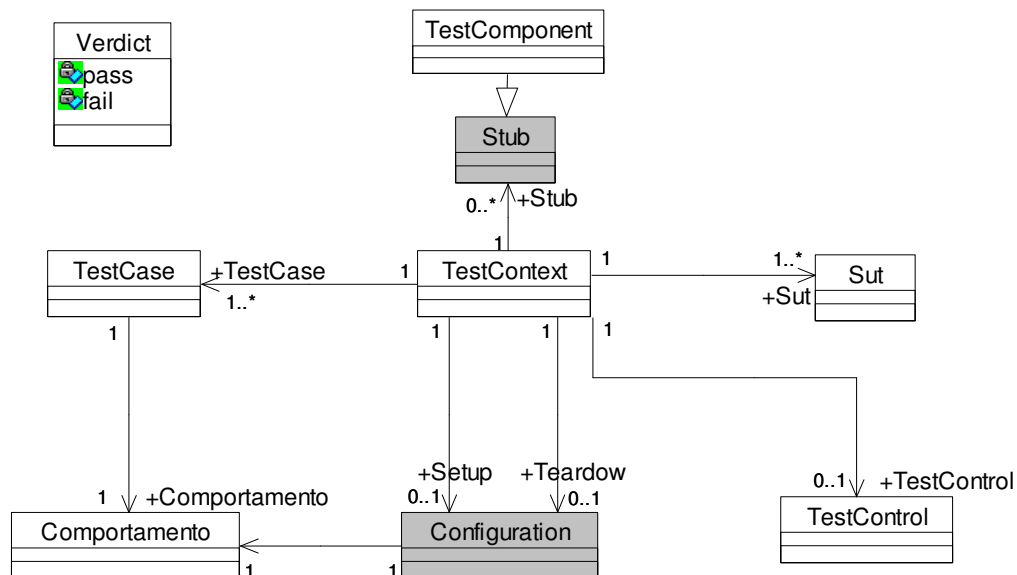 TestComponent
Verdict
pass
fail
Stub
0..*
+Stub
1
TestCase
+TestCase
1
TestContext
1
1..*
Sut
1..*
+Sut
1
1
1
1
+Setup
+Teardow
0..1
0..1
0..1
+TestControl
1
+Comportamento
Comportamento
Configuration
TestControl
1
1